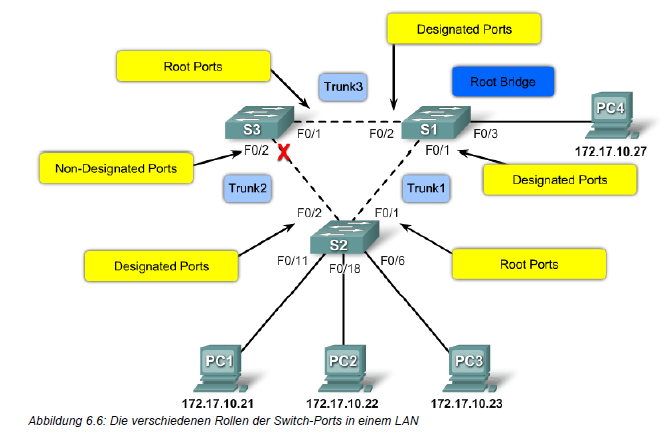 Designated Ports
Root Ports
Trunk3
Root Bridge
PC4
S3
S1
F0/1
F0/2
F0/3
172.17.10.27
F0/2
F0/1
Non-Designated Ports
Trunk2
Trunk1
Designated Ports
F0/2
F0/1
S2
Designated Ports
F0/11
F0/18
F0/6
Root Ports
PC1
PC2
PC3
172.17.10.21
172.17.10.22
172.17.10.23
Abbildung 6.6: Die verschiedenen Rollen der Switch-Ports in einem LAN